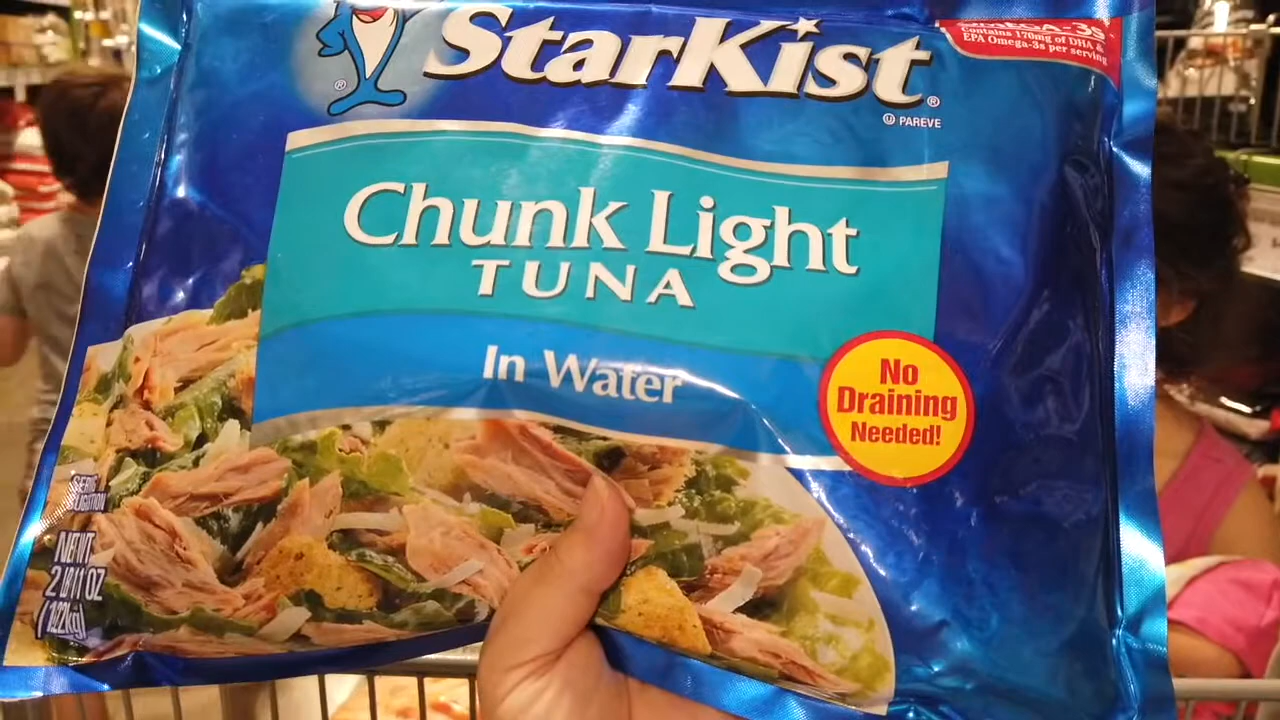 StarKist®
OMEGA-3s
Contains 170mg of DHA &
EPA Omega-3s per serving
®
Ⓤ PAREVE
Chunk Light
TUNA
In Water
No
Draining
Needed!
NET WT
2 LB 11 OZ
(1.22kg)